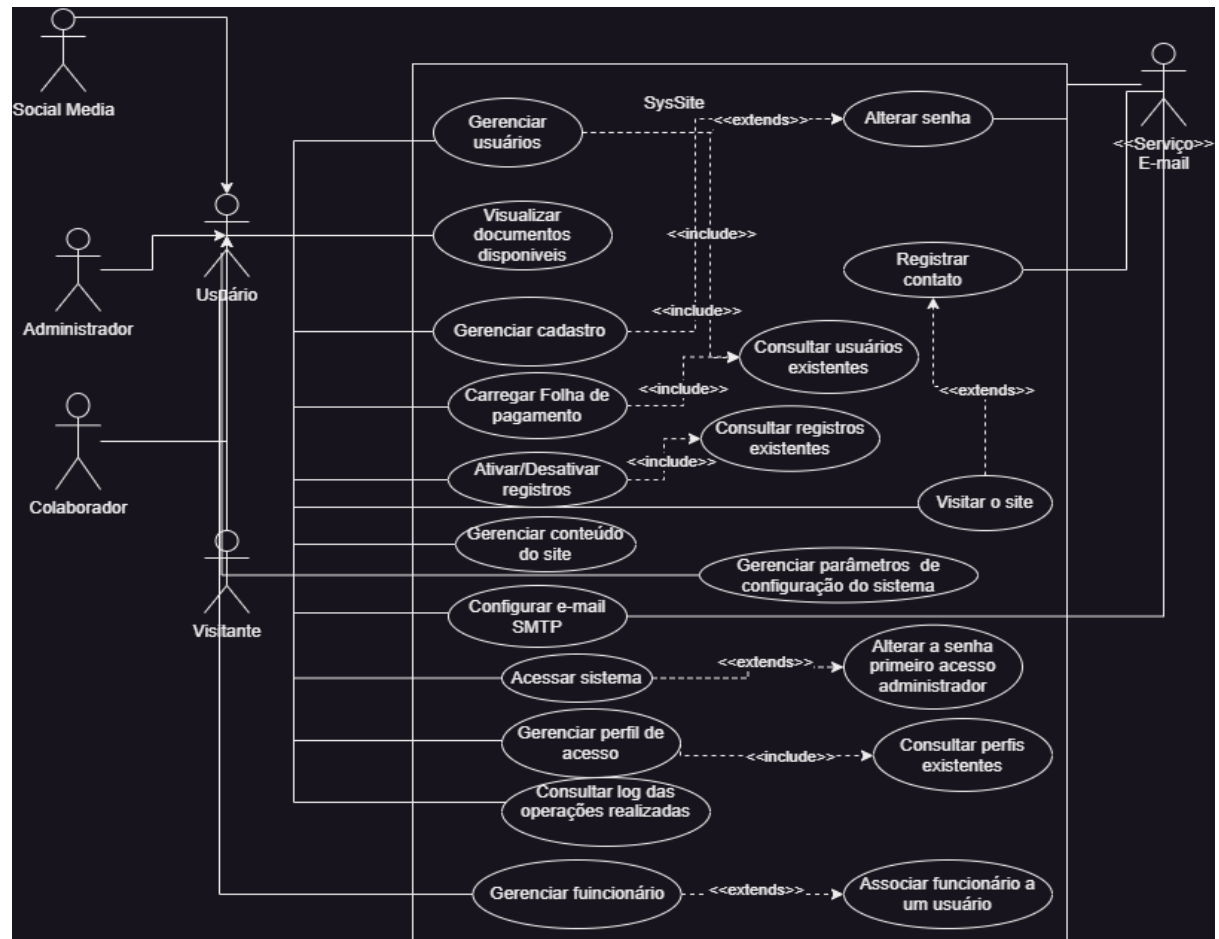 Social Media
SysSite
Gerenciar
usuários
<<extends>>
Alterar senha
<<Serviço>>
E-mail
Visualizar
documentos
disponiveis
<<include>>
Registrar
contato
Usuário
Administrador
Gerenciar cadastro
<<include>>
Consultar usuários
existentes
Carregar Folha de
pagamento
<<include>>
<<extends>>
Consultar registros
existentes
Colaborador
Ativar/Desativar
registros
<<include>>
Visitar o site
Gerenciar conteúdo
do site
Gerenciar parâmetros de
configuração do sistema
Visitante
Configurar e-mail
SMTP
Acessar sistema
<<extends>>
Alterar a senha
primeiro acesso
administrador
Gerenciar perfil de
acesso
<<include>>
Consultar perfis
existentes
Consultar log das
operações realizadas
Gerenciar fuincionário
<<extends>>
Associar funcionário a
um usuário